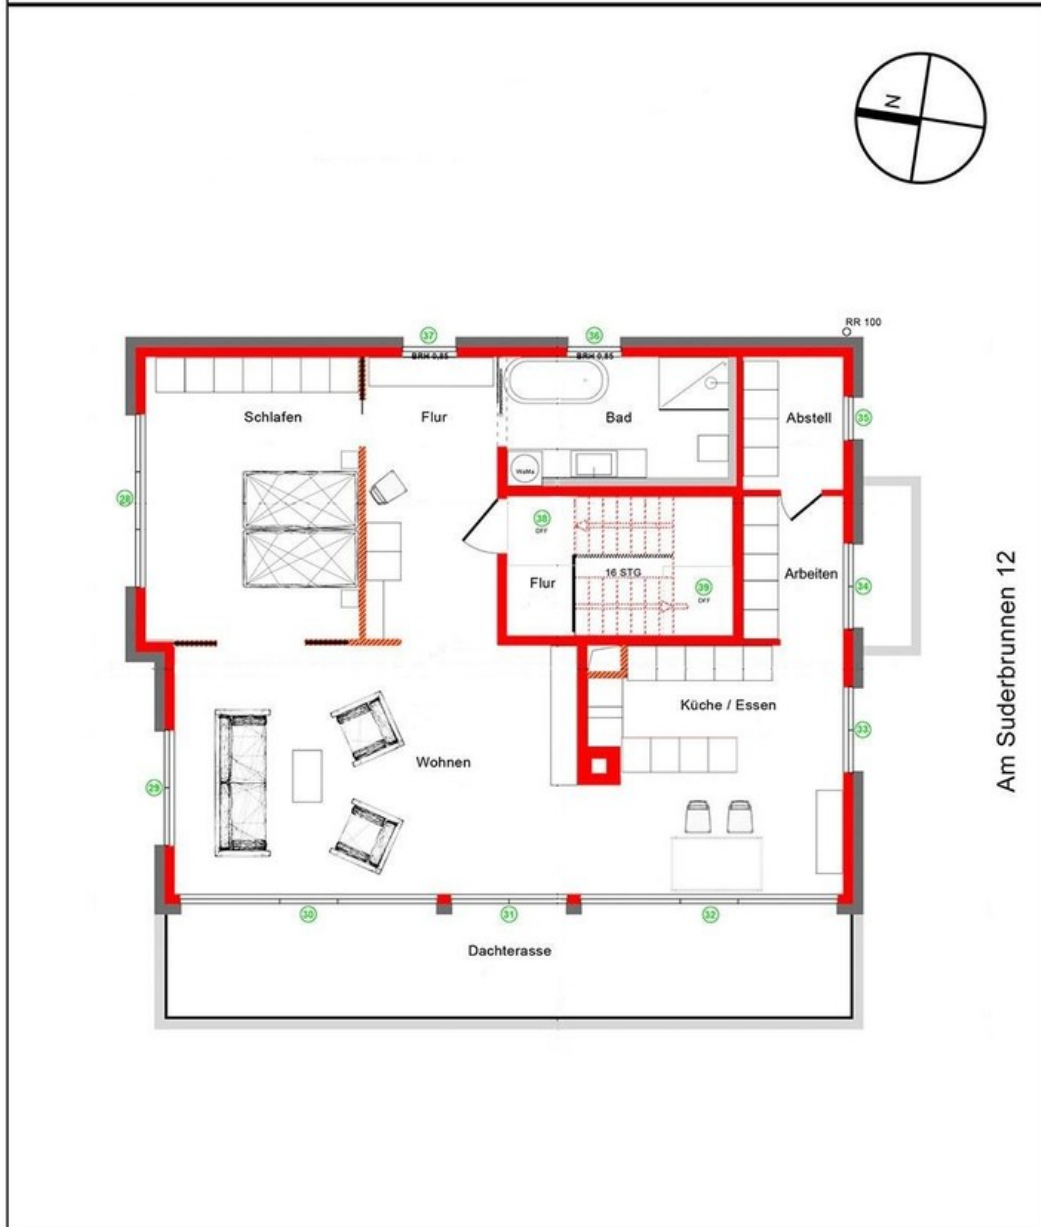 N
RR 100
37
36
BRH 0,85
BRH 0,85
Schlafen
Flur
Bad
Abstell
35
WaMa
28
38
DFF
Flur
16 STG
39
DFF
Arbeiten
34
Am Suderbrunnen 12
Küche / Essen
33
Wohnen
29
30
31
32
Dachterasse